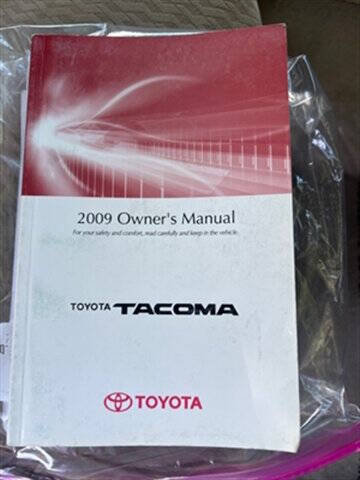 2009 Owner's Manual
For your safety and comfort, read carefully and keep in the vehicle.
TOYOTA TACOMA
TOYOTA